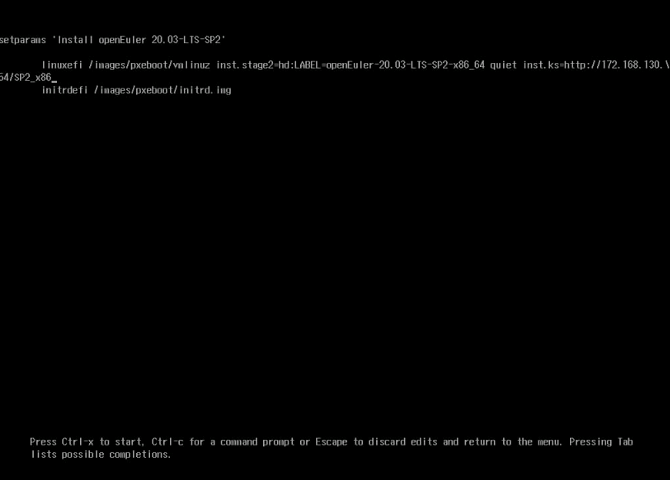 setparams 'Install openEuler 20.03-LTS-SP2'
linuxefi /images/pxeboot/vmlinuz inst.stage2=hd:LABEL=openEuler-20.03-LTS-SP2-x86_64 quiet inst.ks=http://172.168.130.\
64/SP2_x86_
initrdefi /images/pxeboot/initrd.img
Press Ctrl-x to start, Ctrl-c for a command prompt or Escape to discard edits and return to the menu. Pressing Tab
lists possible completions.